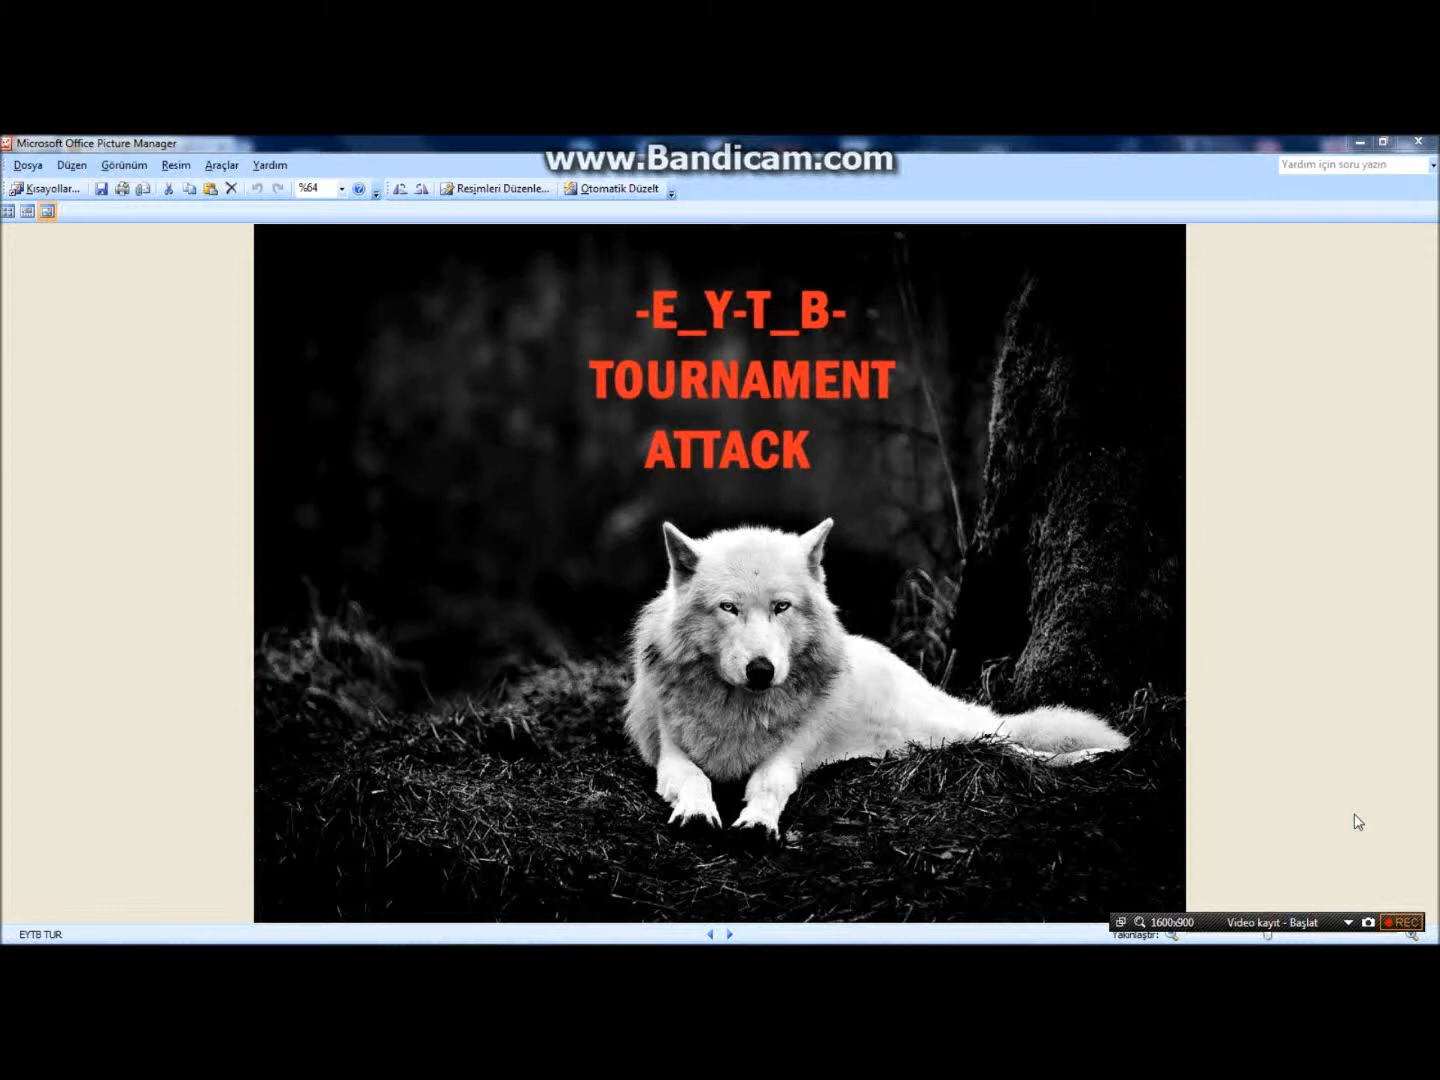 Microsoft Office Picture Manager
www.Bandicam.com
Dosya Düzen Görünüm Resim Araçlar Yardım
Yardım için soru yazın
Kısayollar... %64 Resimleri Düzenle... Otomatik Düzelt
-E_Y-T_B-
TOURNAMENT
ATTACK
1600x900 Video kayıt - Başlat REC
EYTB TUR
Yakınlaştır: